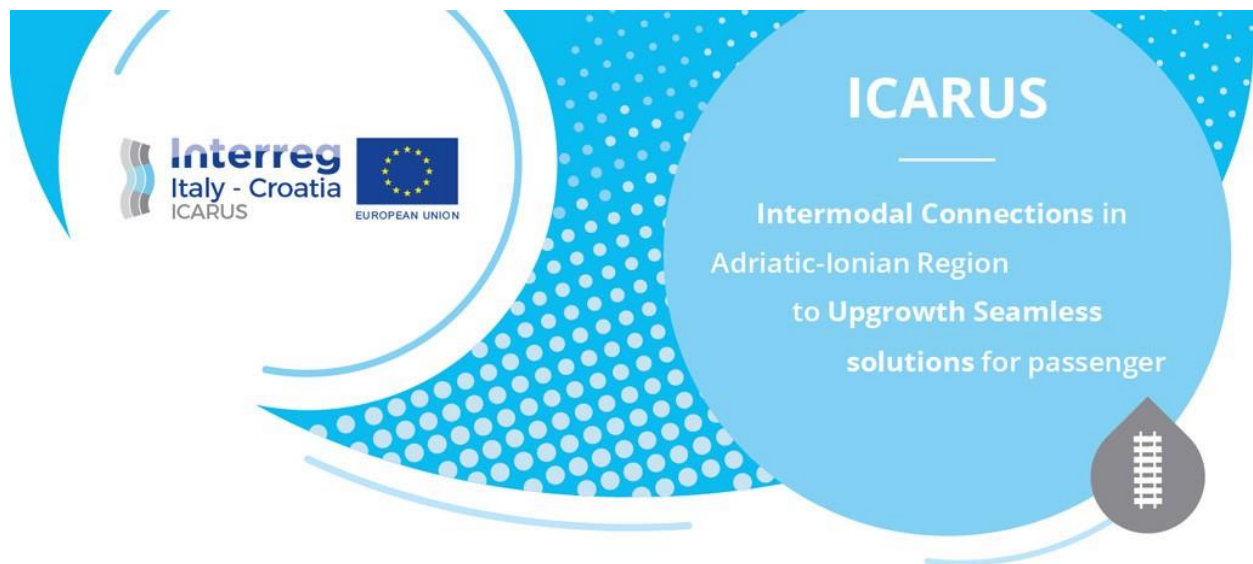 Interreg
Italy - Croatia
ICARUS
EUROPEAN UNION
ICARUS
Intermodal Connections in
Adriatic-Ionian Region
to Upgrowth Seamless
solutions for passenger